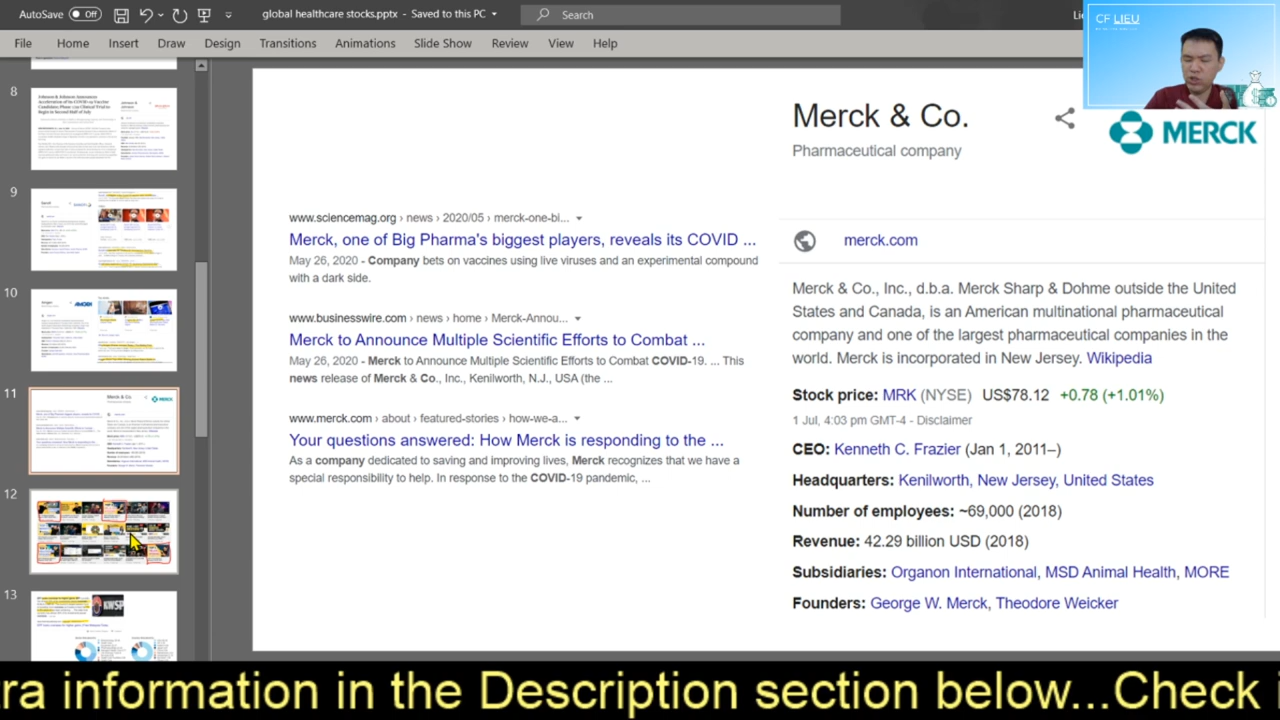 AutoSave Off global healthcare stocks.pptx - Saved to this PC Search
CF LIEU
File Home Insert Draw Design Transitions Animations Slide Show Review View Help
8
9
10
11
12
13
Merck & Co.
Pharmaceutical company
MERCK
www.sciencemag.org › news › 2020/05 › merck-one-bi...
Merck, one of Big Pharma's biggest players, reveals its COVID ...
May 26, 2020 - Company bets on vaccines using live viruses and an experimental compound
with a dark side.
www.businesswire.com › news › home › Merck-Annou...
Merck to Announce Multiple Scientific Efforts to Combat ...
May 26, 2020 - Merck to Announce Multiple Scientific Efforts to Combat COVID-19. ... This
news release of Merck & Co., Inc., Kenilworth, N.J., USA (the ...
www.merck.com › about › featured-stories › how-mer...
Your questions answered: How Merck is responding to the ...
As a company dedicated to saving and improving lives, Merck recognizes that we have a
special responsibility to help. In response to the COVID-19 pandemic, ...
merck.com
Merck & Co., Inc., d.b.a. Merck Sharp & Dohme outside the United
States and Canada, is an American multinational pharmaceutical
company and one of the largest pharmaceutical companies in the
world. Merck is incorporated in New Jersey. Wikipedia
Stock price: MRK (NYSE) US$78.12 +0.78 (+1.01%)
pm GMT-4 - Disclaimer
CEO: Kenneth C. Frazier (Jan 1, 2011–)
Headquarters: Kenilworth, New Jersey, United States
Number of employees: ~69,000 (2018)
Revenue: 42.29 billion USD (2018)
Subsidiaries: Organon International, MSD Animal Health, MORE
Founders: George W. Merck, Theodore Weicker
tra information in the Description section below...Check